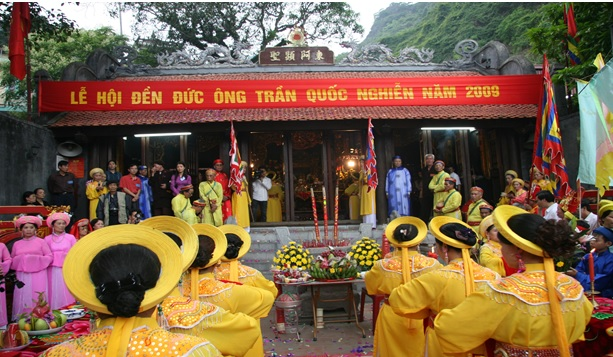 LỄ HỘI ĐỀN ĐỨC ÔNG TRẦN QUỐC NGHIỄN NĂM 2009